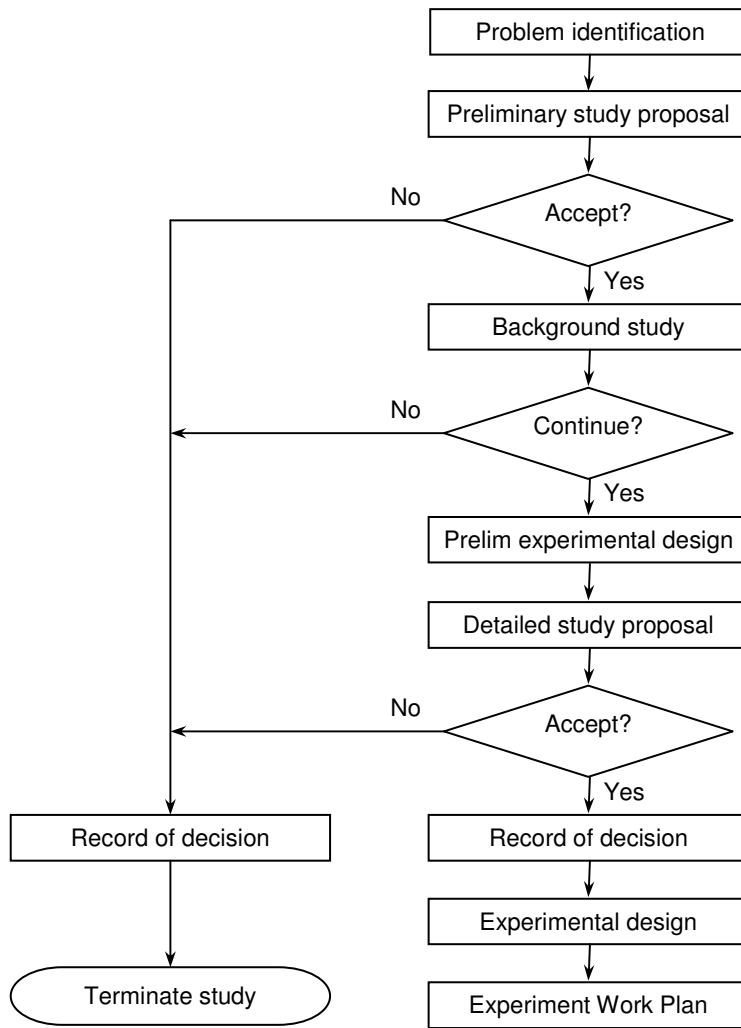 Problem identification
Preliminary study proposal
No
Accept?
Yes
Background study
No
Continue?
Yes
Prelim experimental design
Detailed study proposal
No
Accept?
Yes
Record of decision
Record of decision
Experimental design
Terminate study
Experiment Work Plan